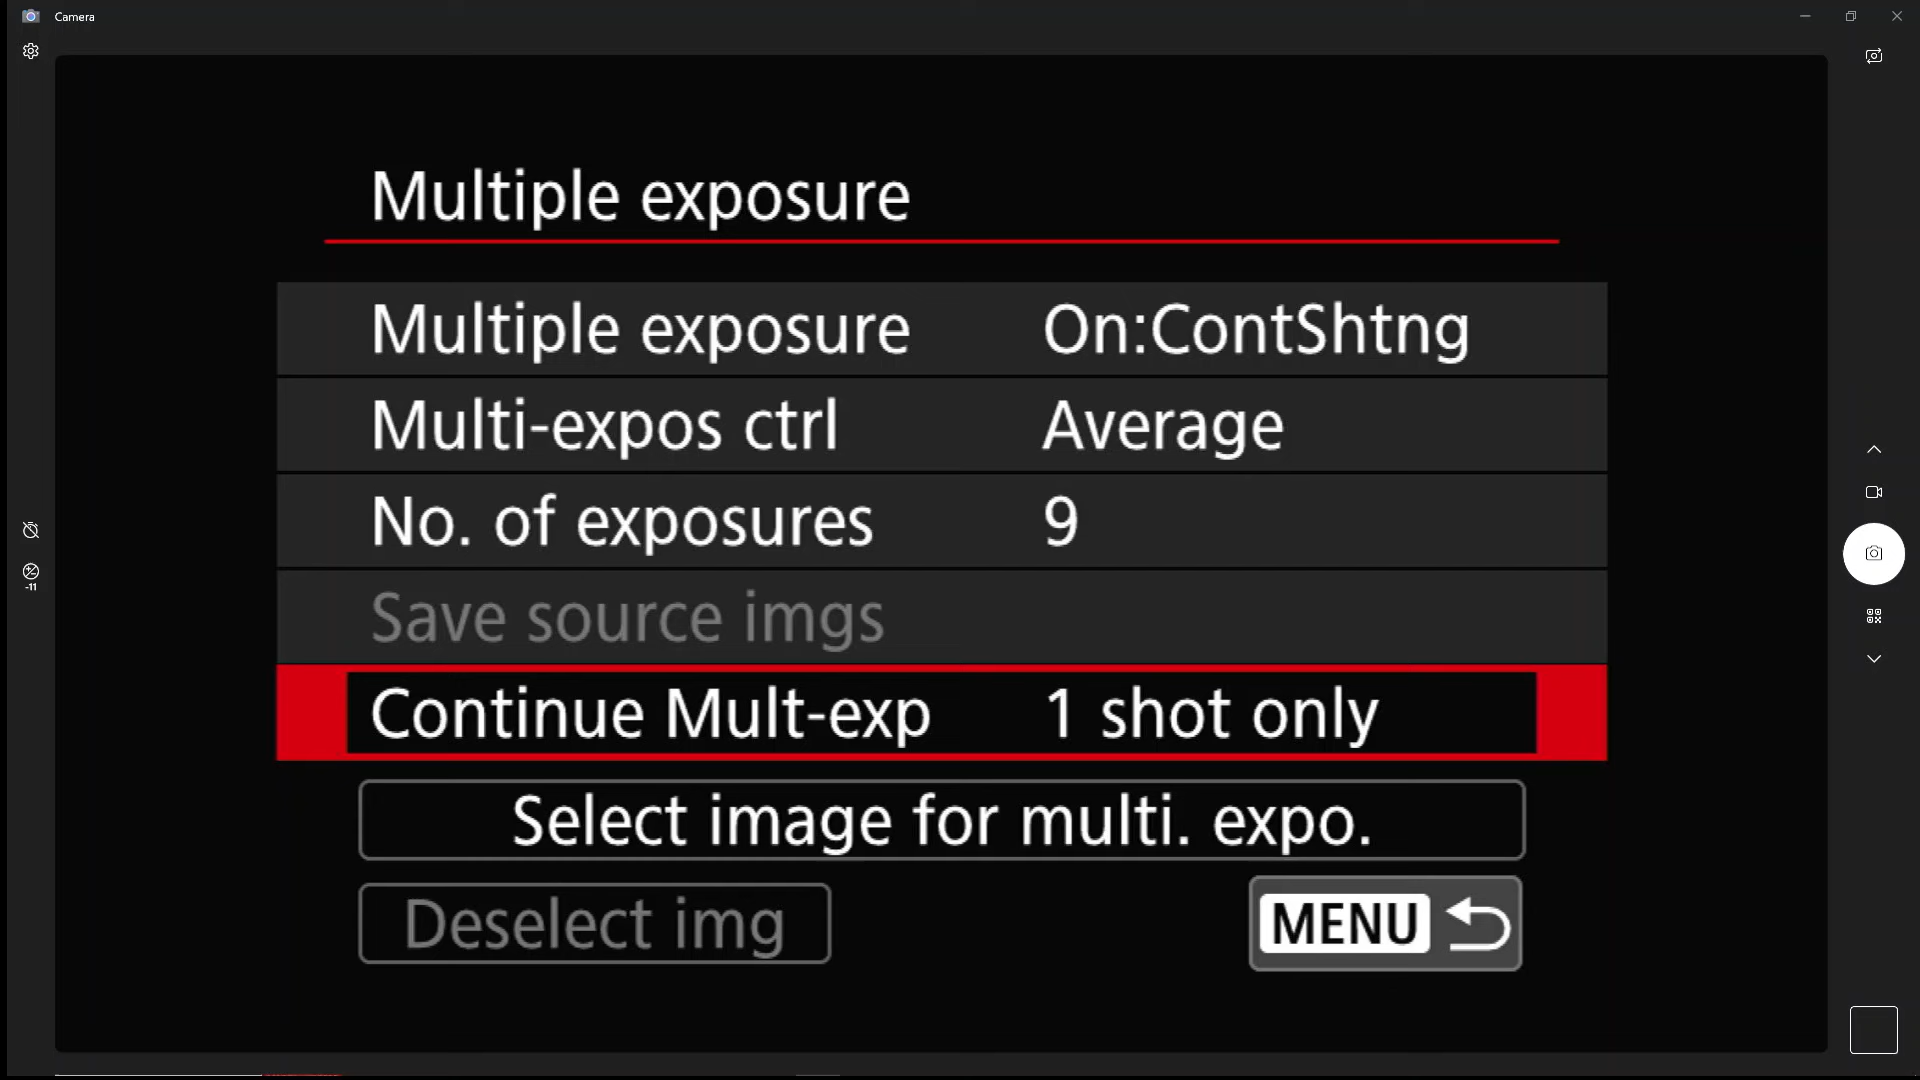 Camera
Multiple exposure
Multiple exposure On:ContShtng
Multi-expos ctrl Average
No. of exposures 9
Save source imgs
Continue Mult-exp 1 shot only
Select image for multi. expo.
Deselect img MENU
-11